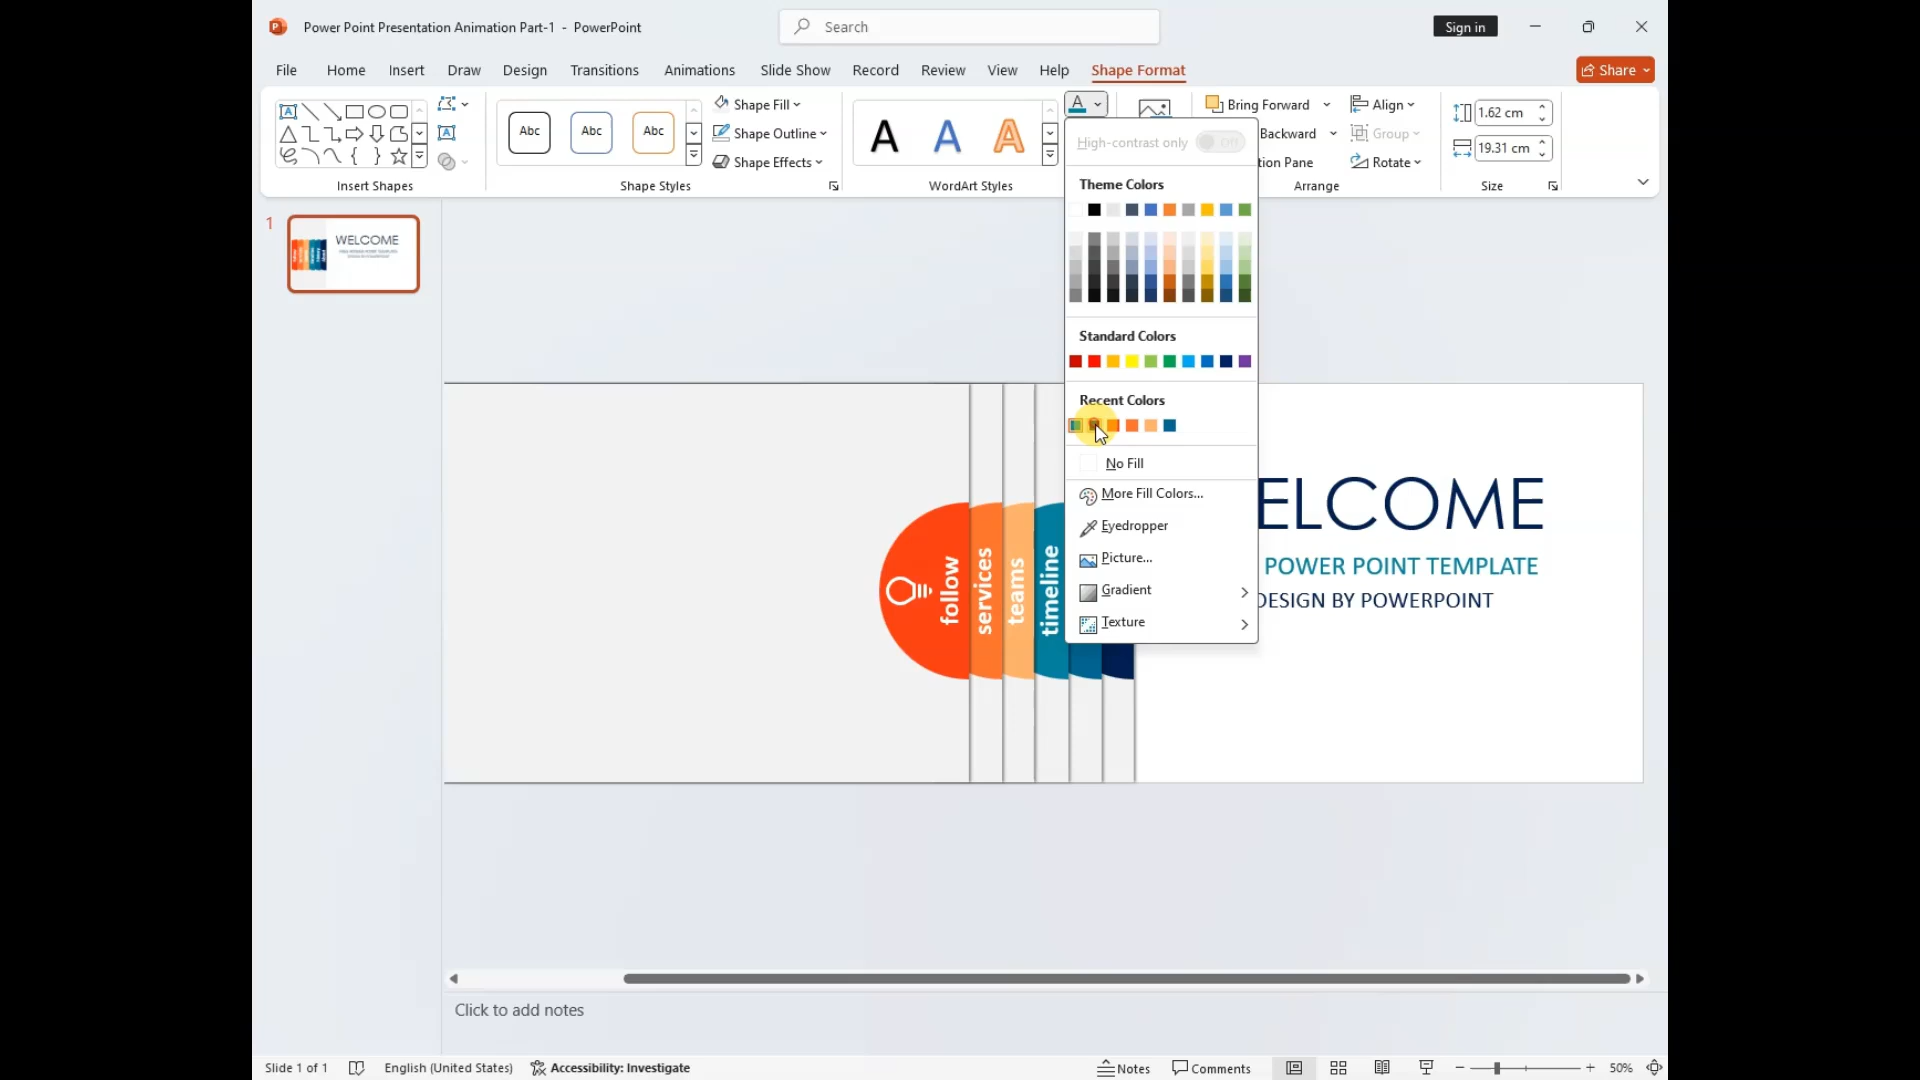 Power Point Presentation Animation Part-1 - PowerPoint
Search
Sign in
File Home Insert Draw Design Transitions Animations Slide Show Record Review View Help Shape Format
Share
Abc Abc Abc
Shape Fill
Shape Outline
Shape Effects
A A A
A
Bring Forward
Backward
tion Pane
Align
Group
Rotate
1.62 cm
19.31 cm
Insert Shapes
Shape Styles
WordArt Styles
Arrange
Size
High-contrast only Off
Theme Colors
Standard Colors
Recent Colors
No Fill
More Fill Colors...
Eyedropper
Picture...
Gradient
Texture
1
WELCOME
follow
services
teams
timeline
ELCOME
POWER POINT TEMPLATE
DESIGN BY POWERPOINT
Click to add notes
Slide 1 of 1
English (United States)
Accessibility: Investigate
Notes
Comments
50%